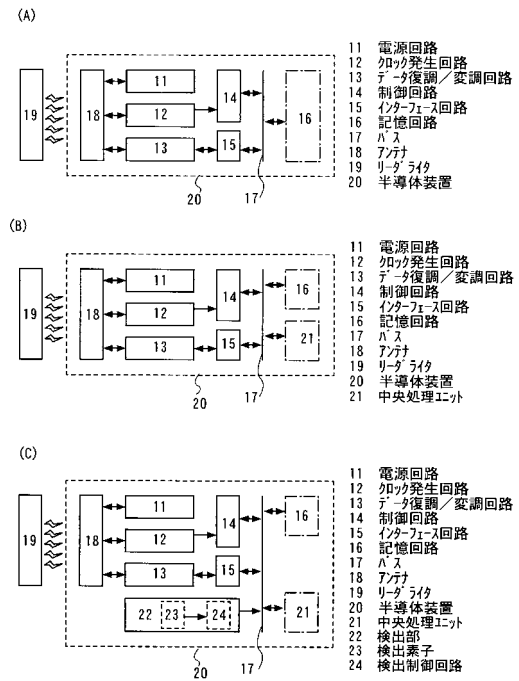 (A)
19
18
11
12
13
14
15
16
20
17
11 電源回路
12 クロック発生回路
13 データ復調/変調回路
14 制御回路
15 インターフェース回路
16 記憶回路
17 バス
18 アンテナ
19 リーダライタ
20 半導体装置
(B)
19
18
11
12
13
14
15
16
21
20
17
11 電源回路
12 クロック発生回路
13 データ復調/変調回路
14 制御回路
15 インターフェース回路
16 記憶回路
17 バス
18 アンテナ
19 リーダライタ
20 半導体装置
21 中央処理ユニット
(C)
19
18
11
12
13
14
15
16
22
23
24
21
20
17
11 電源回路
12 クロック発生回路
13 データ復調/変調回路
14 制御回路
15 インターフェース回路
16 記憶回路
17 バス
18 アンテナ
19 リーダライタ
20 半導体装置
21 中央処理ユニット
22 検出部
23 検出素子
24 検出制御回路